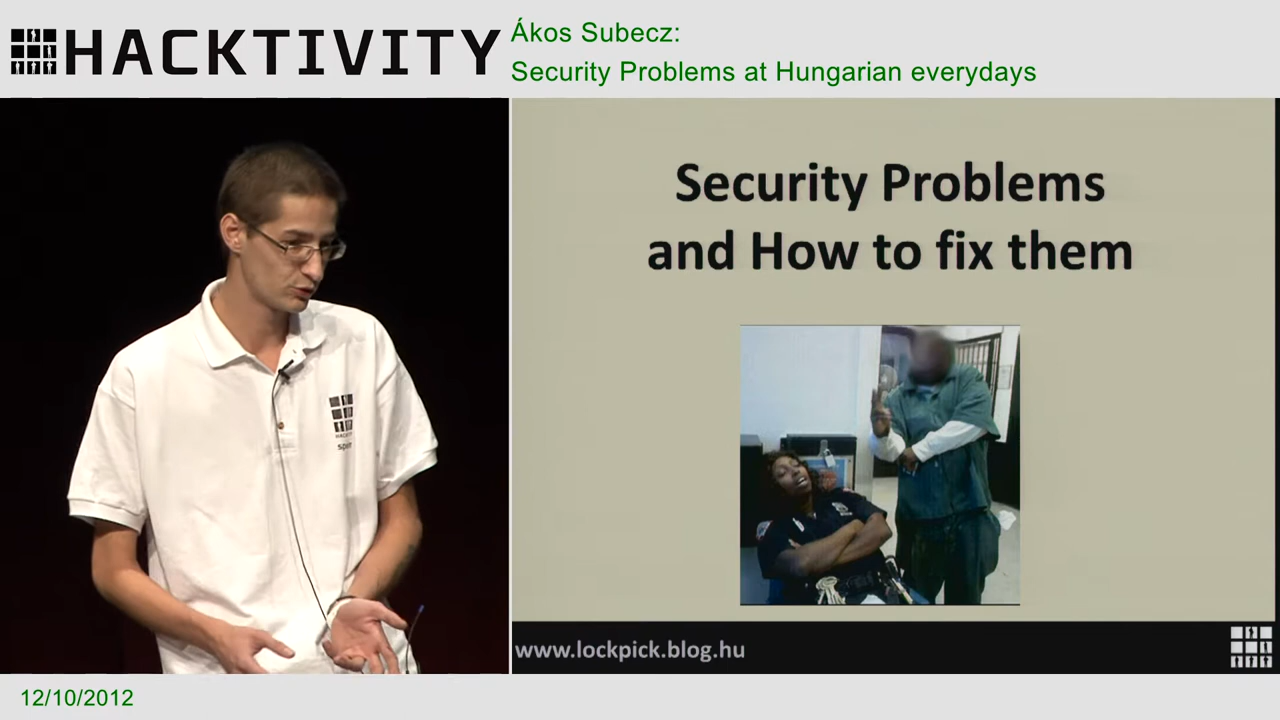 HACKTIVITY
Ákos Subecz:
Security Problems at Hungarian everydays
Security Problems
and How to fix them
HACKTIVITY
www.lockpick.blog.hu
12/10/2012